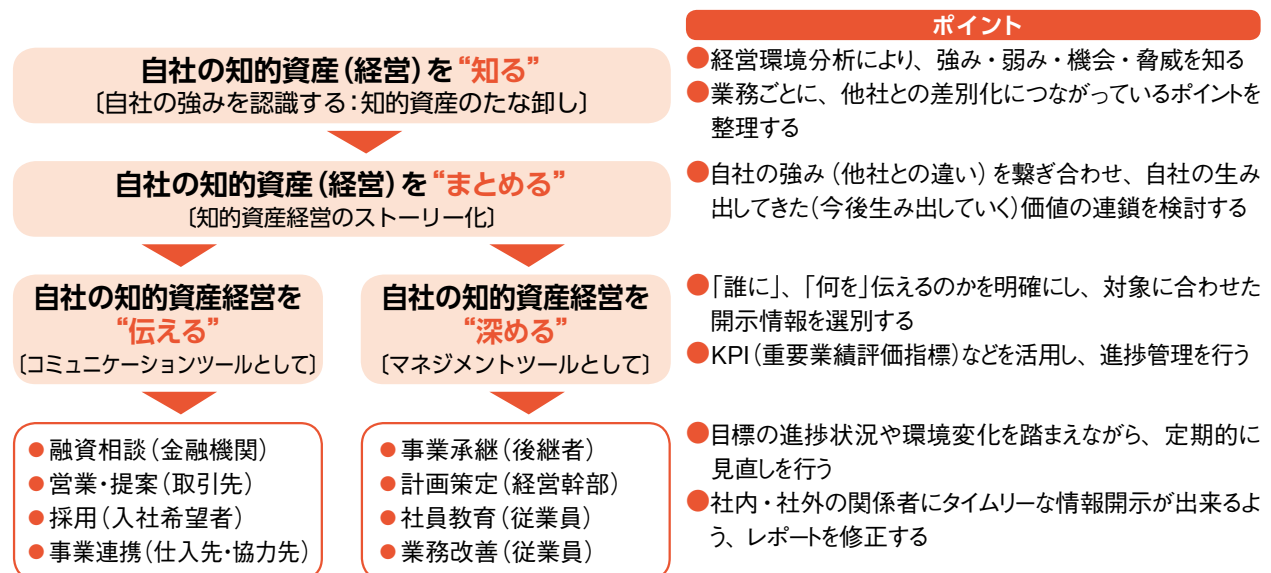 自社の知的資産(経営)を“知る”
〔自社の強みを認識する:知的資産のたな卸し〕
自社の知的資産(経営)を“まとめる”
〔知的資産経営のストーリー化〕
自社の知的資産経営を
“伝える”
〔コミュニケーションツールとして〕
自社の知的資産経営を
“深める”
〔マネジメントツールとして〕
●融資相談(金融機関)
●営業・提案(取引先)
●採用(入社希望者)
●事業連携(仕入先・協力先)
●事業承継(後継者)
●計画策定(経営幹部)
●社員教育(従業員)
●業務改善(従業員)
ポイント
●経営環境分析により、強み・弱み・機会・脅威を知る
●業務ごとに、他社との差別化につながっているポイントを
整理する
●自社の強み(他社との違い)を繋ぎ合わせ、自社の生み
出してきた(今後生み出していく)価値の連鎖を検討する
●「誰に」、「何を」伝えるのかを明確にし、対象に合わせた
開示情報を選別する
●KPI(重要業績評価指標)などを活用し、進捗管理を行う
●目標の進捗状況や環境変化を踏まえながら、定期的に
見直しを行う
●社内・社外の関係者にタイムリーな情報開示が出来るよ
う、レポートを修正する